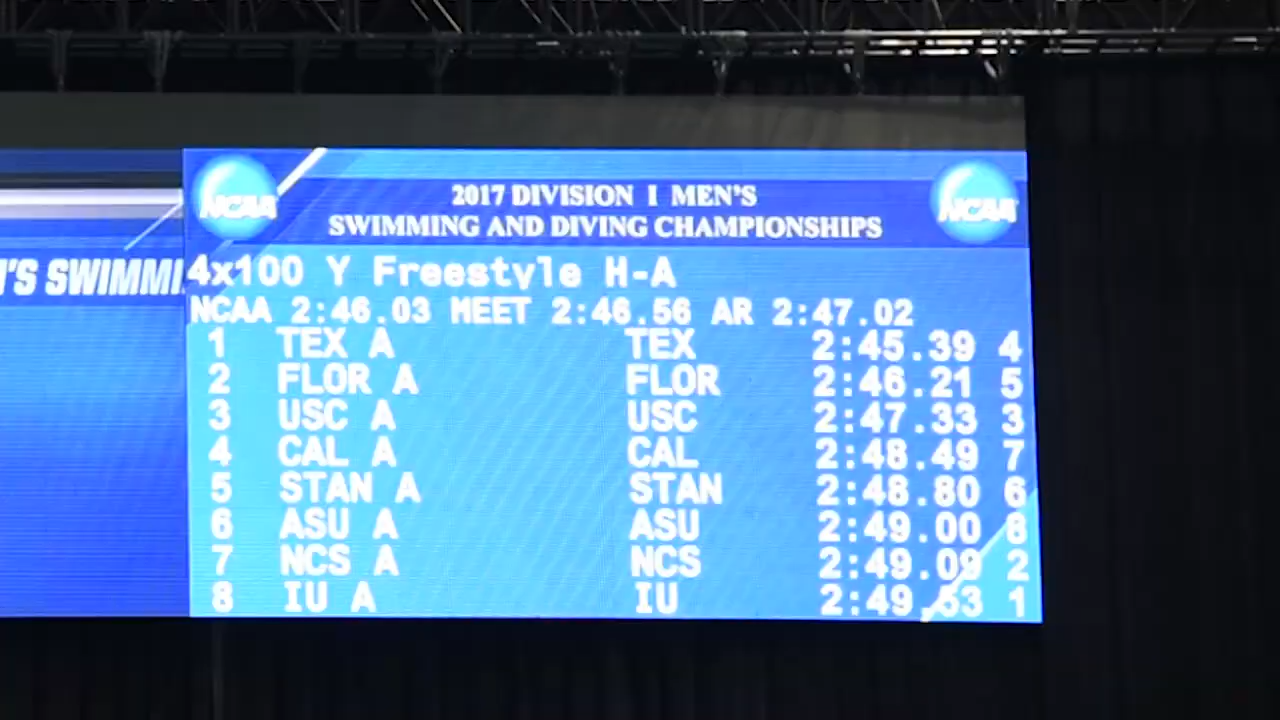 NCAA
NCAA
2017 DIVISION I MEN'S
SWIMMING AND DIVING CHAMPIONSHIPS
'S SWIMMI
4x100 Y Freestyle H-A
NCAA 2:46.03 MEET 2:46.56 AR 2:47.02
1 TEX A TEX 2:45.39 4
2 FLOR A FLOR 2:46.21 5
3 USC A USC 2:47.33 3
4 CAL A CAL 2:48.49 7
5 STAN A STAN 2:48.80 6
6 ASU A ASU 2:49.00 8
7 NCS A NCS 2:49.09 2
8 IU A IU 2:49.53 1